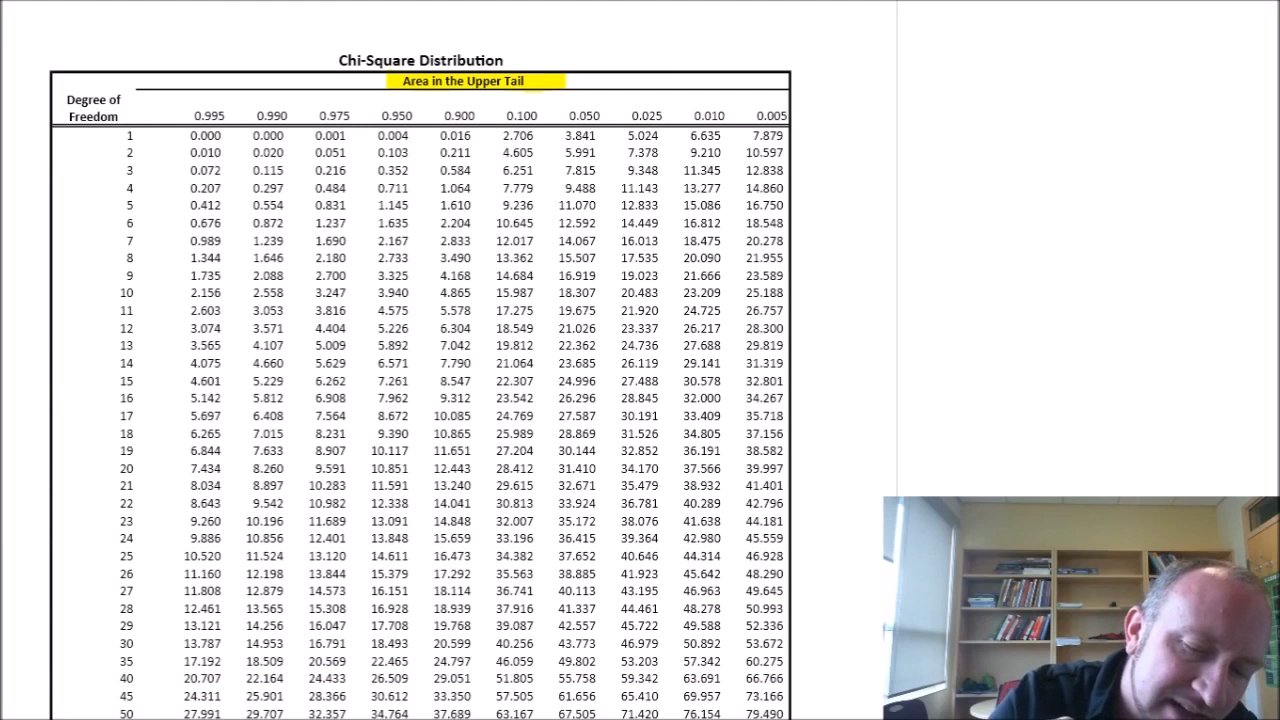 Chi-Square Distribution
Area in the Upper Tail
Degree of
Freedom 0.995 0.990 0.975 0.950 0.900 0.100 0.050 0.025 0.010 0.005
1 0.000 0.000 0.001 0.004 0.016 2.706 3.841 5.024 6.635 7.879
2 0.010 0.020 0.051 0.103 0.211 4.605 5.991 7.378 9.210 10.597
3 0.072 0.115 0.216 0.352 0.584 6.251 7.815 9.348 11.345 12.838
4 0.207 0.297 0.484 0.711 1.064 7.779 9.488 11.143 13.277 14.860
5 0.412 0.554 0.831 1.145 1.610 9.236 11.070 12.833 15.086 16.750
6 0.676 0.872 1.237 1.635 2.204 10.645 12.592 14.449 16.812 18.548
7 0.989 1.239 1.690 2.167 2.833 12.017 14.067 16.013 18.475 20.278
8 1.344 1.646 2.180 2.733 3.490 13.362 15.507 17.535 20.090 21.955
9 1.735 2.088 2.700 3.325 4.168 14.684 16.919 19.023 21.666 23.589
10 2.156 2.558 3.247 3.940 4.865 15.987 18.307 20.483 23.209 25.188
11 2.603 3.053 3.816 4.575 5.578 17.275 19.675 21.920 24.725 26.757
12 3.074 3.571 4.404 5.226 6.304 18.549 21.026 23.337 26.217 28.300
13 3.565 4.107 5.009 5.892 7.042 19.812 22.362 24.736 27.688 29.819
14 4.075 4.660 5.629 6.571 7.790 21.064 23.685 26.119 29.141 31.319
15 4.601 5.229 6.262 7.261 8.547 22.307 24.996 27.488 30.578 32.801
16 5.142 5.812 6.908 7.962 9.312 23.542 26.296 28.845 32.000 34.267
17 5.697 6.408 7.564 8.672 10.085 24.769 27.587 30.191 33.409 35.718
18 6.265 7.015 8.231 9.390 10.865 25.989 28.869 31.526 34.805 37.156
19 6.844 7.633 8.907 10.117 11.651 27.204 30.144 32.852 36.191 38.582
20 7.434 8.260 9.591 10.851 12.443 28.412 31.410 34.170 37.566 39.997
21 8.034 8.897 10.283 11.591 13.240 29.615 32.671 35.479 38.932 41.401
22 8.643 9.542 10.982 12.338 14.041 30.813 33.924 36.781 40.289 42.796
23 9.260 10.196 11.689 13.091 14.848 32.007 35.172 38.076 41.638 44.181
24 9.886 10.856 12.401 13.848 15.659 33.196 36.415 39.364 42.980 45.559
25 10.520 11.524 13.120 14.611 16.473 34.382 37.652 40.646 44.314 46.928
26 11.160 12.198 13.844 15.379 17.292 35.563 38.885 41.923 45.642 48.290
27 11.808 12.879 14.573 16.151 18.114 36.741 40.113 43.195 46.963 49.645
28 12.461 13.565 15.308 16.928 18.939 37.916 41.337 44.461 48.278 50.993
29 13.121 14.256 16.047 17.708 19.768 39.087 42.557 45.722 49.588 52.336
30 13.787 14.953 16.791 18.493 20.599 40.256 43.773 46.979 50.892 53.672
35 17.192 18.509 20.569 22.465 24.797 46.059 49.802 53.203 57.342 60.275
40 20.707 22.164 24.433 26.509 29.051 51.805 55.758 59.342 63.691 66.766
45 24.311 25.901 28.366 30.612 33.350 57.505 61.656 65.410 69.957 73.166
50 27.991 29.707 32.357 34.764 37.689 63.167 67.505 71.420 76.154 79.490